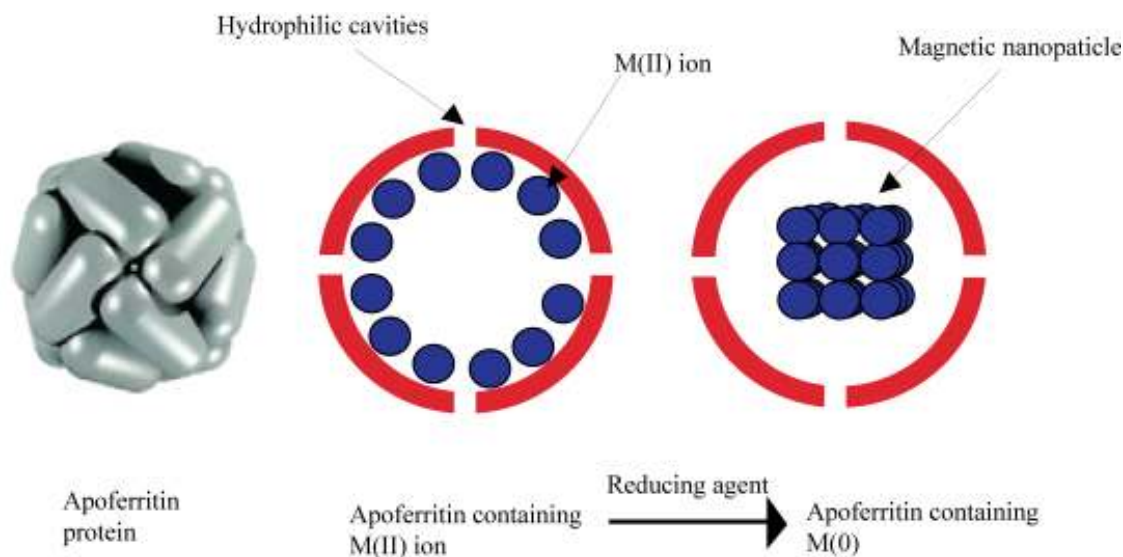 Hydrophilic cavities
M(II) ion
Magnetic nanopaticle
Apoferritin
protein
Apoferritin containing
M(II) ion
Reducing agent
Apoferritin containing
M(0)